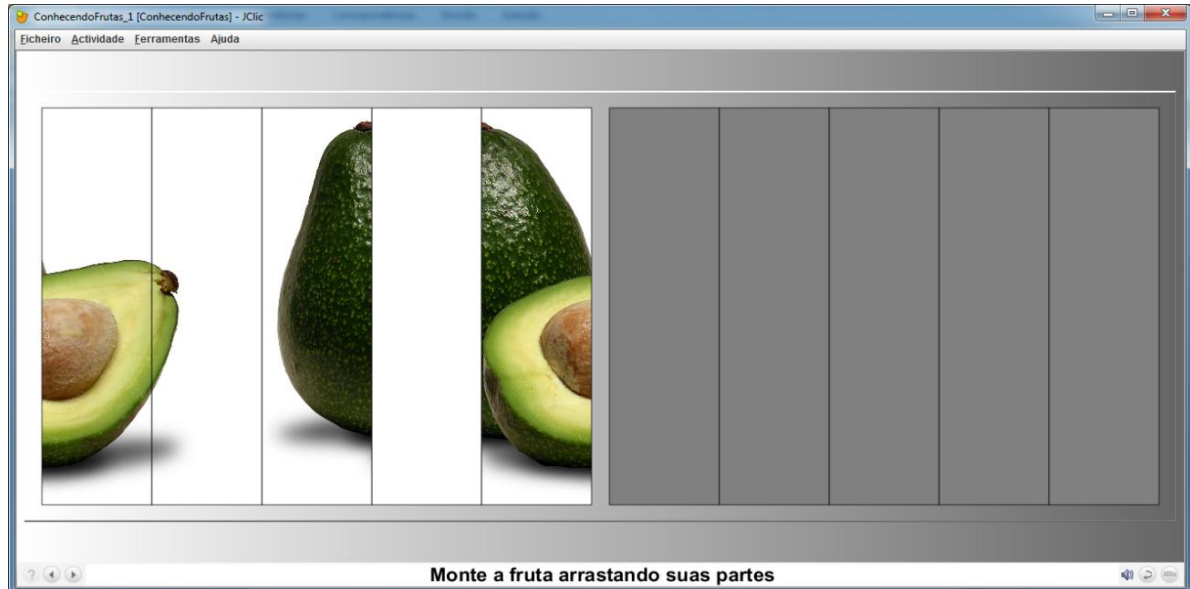 ConhecendoFrutas_1 [ConhecendoFrutas] - JClic
Ficheiro Actividade Ferramentas Ajuda
Monte a fruta arrastando suas partes